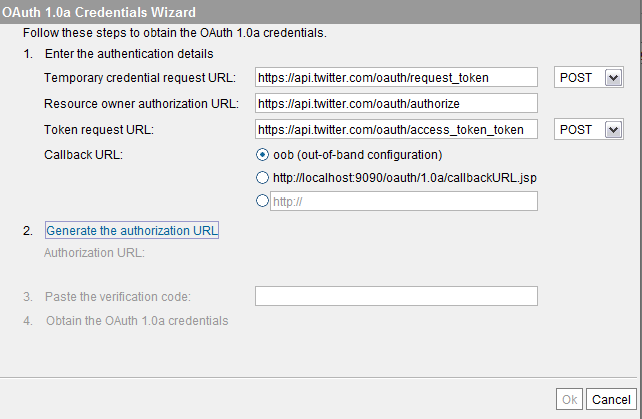 OAuth 1.0a Credentials Wizard
Follow these steps to obtain the OAuth 1.0a credentials.
1. Enter the authentication details
Temporary credential request URL: https://api.twitter.com/oauth/request_token POST
Resource owner authorization URL: https://api.twitter.com/oauth/authorize
Token request URL: https://api.twitter.com/oauth/access_token_token POST
Callback URL: oob (out-of-band configuration)
http://localhost:9090/oauth/1.0a/callbackURL.jsp
http://
2. Generate the authorization URL
Authorization URL:
3. Paste the verification code:
4. Obtain the OAuth 1.0a credentials
Ok Cancel